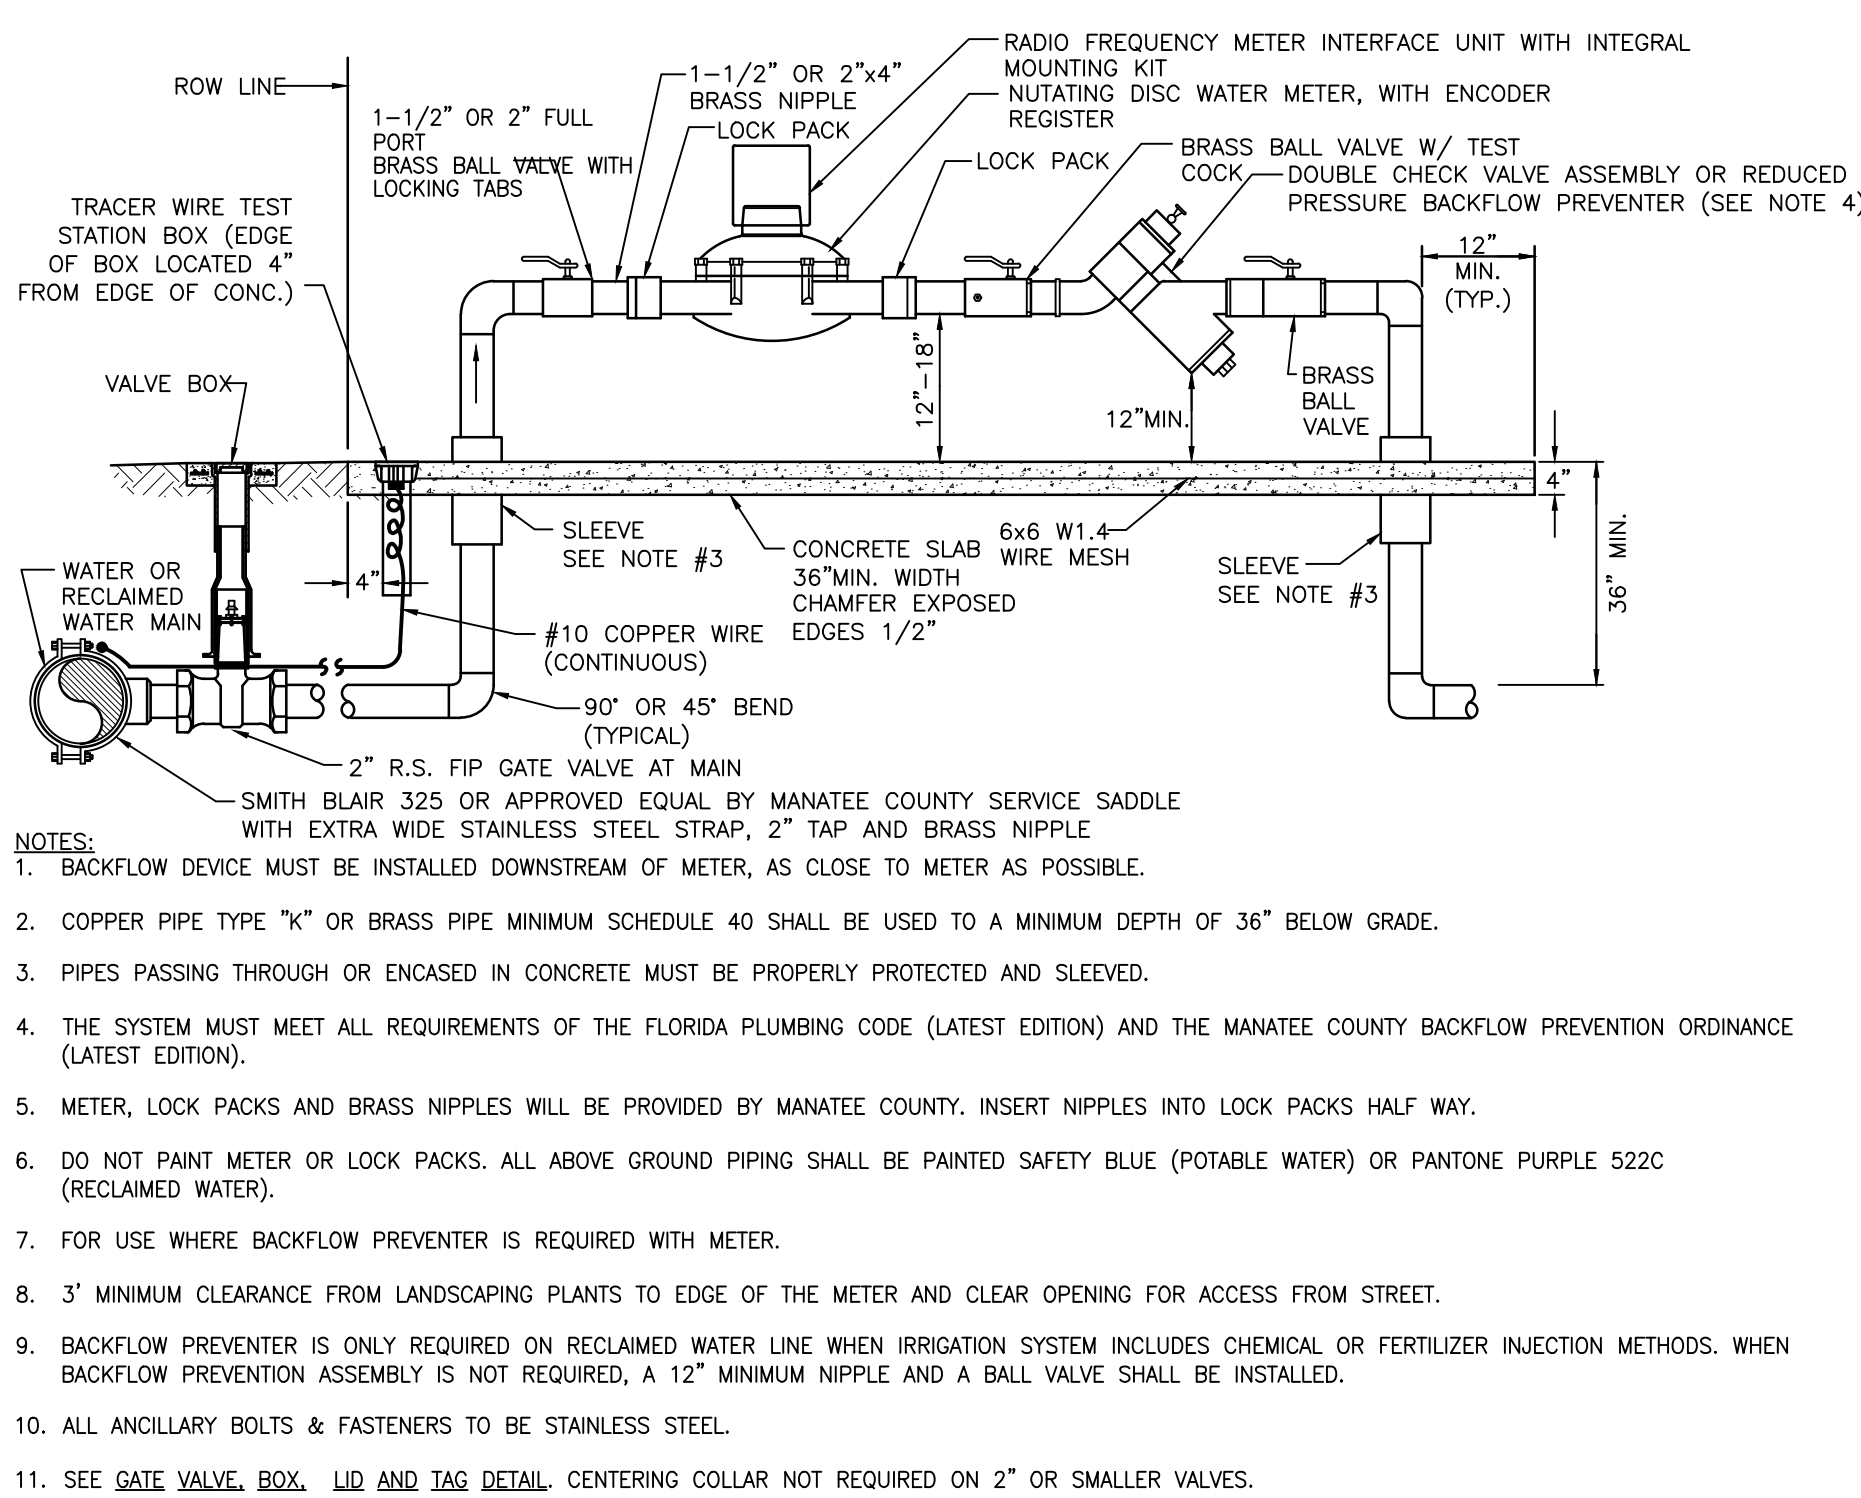 RADIO FREQUENCY METER INTERFACE UNIT WITH INTEGRAL
MOUNTING KIT
NUTATING DISC WATER METER, WITH ENCODER
REGISTER
1-1/2" OR 2"x4"
BRASS NIPPLE
LOCK PACK
ROW LINE
1-1/2" OR 2" FULL
PORT
BRASS BALL VALVE WITH
LOCKING TABS
LOCK PACK
BRASS BALL VALVE W/ TEST
COCK
DOUBLE CHECK VALVE ASSEMBLY OR REDUCED
PRESSURE BACKFLOW PREVENTER (SEE NOTE 4)
TRACER WIRE TEST
STATION BOX (EDGE
OF BOX LOCATED 4"
FROM EDGE OF CONC.)
12"
MIN.
(TYP.)
VALVE BOX
12"-18"
12"MIN.
BRASS
BALL
VALVE
4"
36" MIN.
SLEEVE
SEE NOTE #3
CONCRETE SLAB
36"MIN. WIDTH
CHAMFER EXPOSED
EDGES 1/2"
6x6 W1.4
WIRE MESH
SLEEVE
SEE NOTE #3
WATER OR
RECLAIMED
WATER MAIN
4"
#10 COPPER WIRE
(CONTINUOUS)
90° OR 45° BEND
(TYPICAL)
2" R.S. FIP GATE VALVE AT MAIN
SMITH BLAIR 325 OR APPROVED EQUAL BY MANATEE COUNTY SERVICE SADDLE
WITH EXTRA WIDE STAINLESS STEEL STRAP, 2" TAP AND BRASS NIPPLE
NOTES:
1. BACKFLOW DEVICE MUST BE INSTALLED DOWNSTREAM OF METER, AS CLOSE TO METER AS POSSIBLE.
2. COPPER PIPE TYPE "K" OR BRASS PIPE MINIMUM SCHEDULE 40 SHALL BE USED TO A MINIMUM DEPTH OF 36" BELOW GRADE.
3. PIPES PASSING THROUGH OR ENCASED IN CONCRETE MUST BE PROPERLY PROTECTED AND SLEEVED.
4. THE SYSTEM MUST MEET ALL REQUIREMENTS OF THE FLORIDA PLUMBING CODE (LATEST EDITION) AND THE MANATEE COUNTY BACKFLOW PREVENTION ORDINANCE
(LATEST EDITION).
5. METER, LOCK PACKS AND BRASS NIPPLES WILL BE PROVIDED BY MANATEE COUNTY. INSERT NIPPLES INTO LOCK PACKS HALF WAY.
6. DO NOT PAINT METER OR LOCK PACKS. ALL ABOVE GROUND PIPING SHALL BE PAINTED SAFETY BLUE (POTABLE WATER) OR PANTONE PURPLE 522C
(RECLAIMED WATER).
7. FOR USE WHERE BACKFLOW PREVENTER IS REQUIRED WITH METER.
8. 3' MINIMUM CLEARANCE FROM LANDSCAPING PLANTS TO EDGE OF THE METER AND CLEAR OPENING FOR ACCESS FROM STREET.
9. BACKFLOW PREVENTER IS ONLY REQUIRED ON RECLAIMED WATER LINE WHEN IRRIGATION SYSTEM INCLUDES CHEMICAL OR FERTILIZER INJECTION METHODS. WHEN
BACKFLOW PREVENTION ASSEMBLY IS NOT REQUIRED, A 12" MINIMUM NIPPLE AND A BALL VALVE SHALL BE INSTALLED.
10. ALL ANCILLARY BOLTS & FASTENERS TO BE STAINLESS STEEL.
11. SEE GATE VALVE, BOX, LID AND TAG DETAIL. CENTERING COLLAR NOT REQUIRED ON 2" OR SMALLER VALVES.